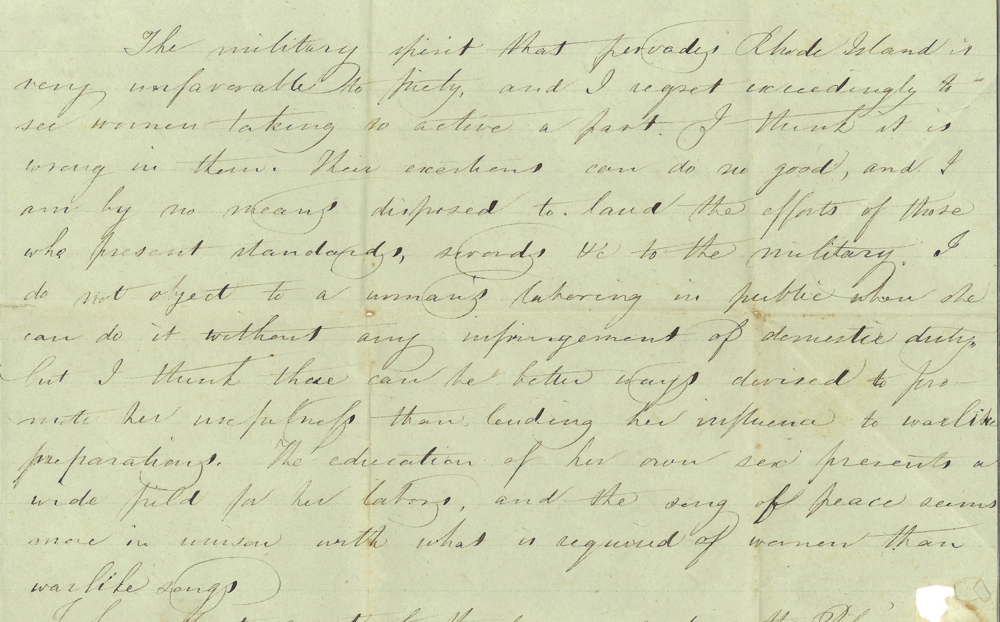 The military spirit that pervades Rhode Island is
very unfavorable to piety, and I regret exceedingly to
see women taking so active a part. I think it is
wrong in them. Their exertions can do no good, and I
am by no means disposed to laud the efforts of those
who present standards, swords &c to the military. I
do not object to a woman's laboring in public when she
can do it without any infringement of domestic duty,
but I think there can be better ways devised to pro-
mote her usefulness than lending her influence to warlike
preparations. The education of her own sex presents a
wide field for her labors, and the song of peace seems
more in unison with what is required of women than
warlike songs